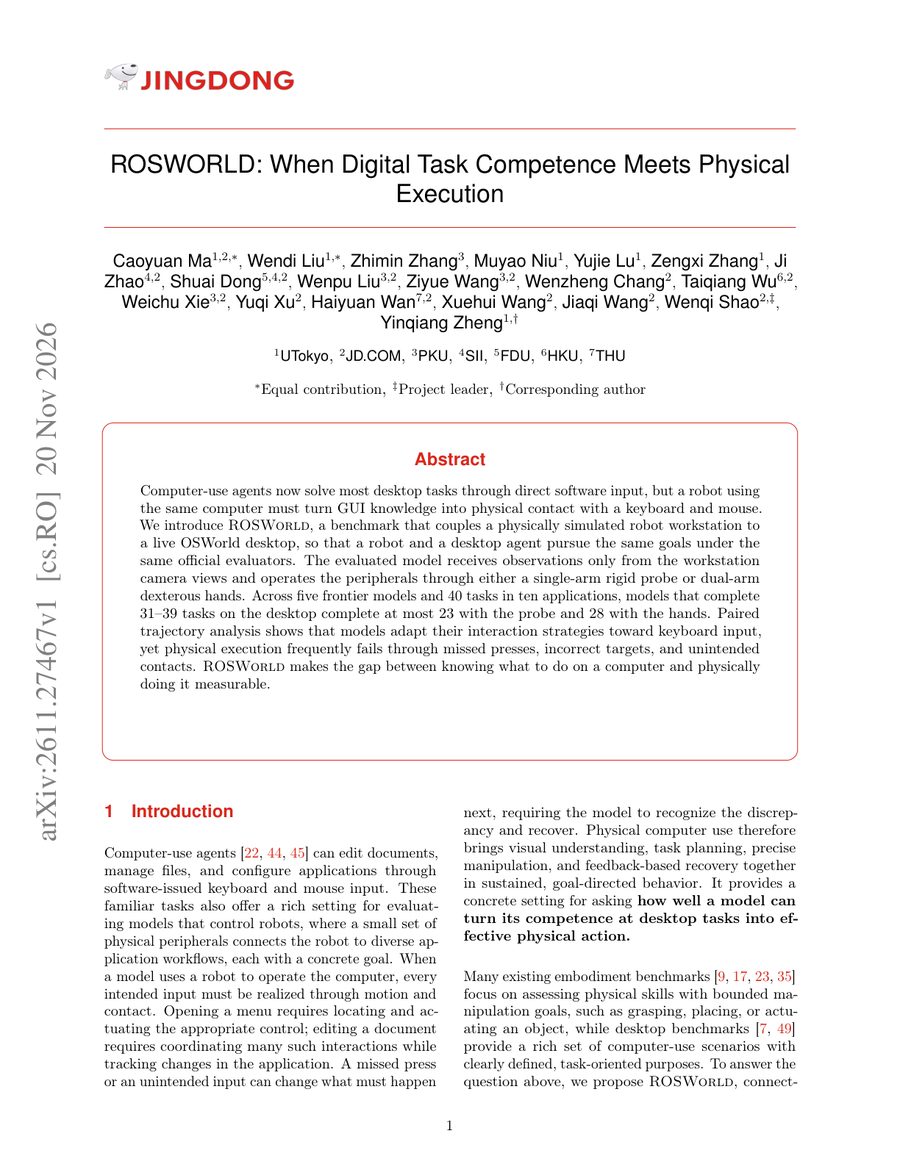 JINGDONG
ROSWORLD: When Digital Task Competence Meets Physical
Execution
Caoyuan Ma1,2,∗, Wendi Liu1,∗, Zhimin Zhang3, Muyao Niu1, Yujie Lu1, Zengxi Zhang1, Ji
Zhao4,2, Shuai Dong5,4,2, Wenpu Liu3,2, Ziyue Wang3,2, Wenzheng Chang2, Taiqiang Wu6,2,
Weichu Xie3,2, Yuqi Xu2, Haiyuan Wan7,2, Xuehui Wang2, Jiaqi Wang2, Wenqi Shao2,‡,
Yinqiang Zheng1,†
1UTokyo, 2JD.COM, 3PKU, 4SII, 5FDU, 6HKU, 7THU
∗Equal contribution, ‡Project leader, †Corresponding author
arXiv:2611.27467v1 [cs.RO] 20 Nov 2026
Abstract
Computer-use agents now solve most desktop tasks through direct software input, but a robot using
the same computer must turn GUI knowledge into physical contact with a keyboard and mouse.
We introduce ROSWORLD, a benchmark that couples a physically simulated robot workstation to
a live OSWorld desktop, so that a robot and a desktop agent pursue the same goals under the
same official evaluators. The evaluated model receives observations only from the workstation
camera views and operates the peripherals through either a single-arm rigid probe or dual-arm
dexterous hands. Across five frontier models and 40 tasks in ten applications, models that complete
31–39 tasks on the desktop complete at most 23 with the probe and 28 with the hands. Paired
trajectory analysis shows that models adapt their interaction strategies toward keyboard input,
yet physical execution frequently fails through missed presses, incorrect targets, and unintended
contacts. ROSWORLD makes the gap between knowing what to do on a computer and physically
doing it measurable.
1 Introduction
Computer-use agents [22, 44, 45] can edit documents,
manage files, and configure applications through
software-issued keyboard and mouse input. These
familiar tasks also offer a rich setting for evaluat-
ing models that control robots, where a small set of
physical peripherals connects the robot to diverse ap-
plication workflows, each with a concrete goal. When
a model uses a robot to operate the computer, every
intended input must be realized through motion and
contact. Opening a menu requires locating and ac-
tuating the appropriate control; editing a document
requires coordinating many such interactions while
tracking changes in the application. A missed press
or an unintended input can change what must happen
next, requiring the model to recognize the discrep-
ancy and recover. Physical computer use therefore
brings visual understanding, task planning, precise
manipulation, and feedback-based recovery together
in sustained, goal-directed behavior. It provides a
concrete setting for asking how well a model can
turn its competence at desktop tasks into ef-
fective physical action.
Many existing embodiment benchmarks [9, 17, 23, 35]
focus on assessing physical skills with bounded ma-
nipulation goals, such as grasping, placing, or actu-
ating an object, while desktop benchmarks [7, 49]
provide a rich set of computer-use scenarios with
clearly defined, task-oriented purposes. To answer the
question above, we propose ROSWORLD, connect-
1